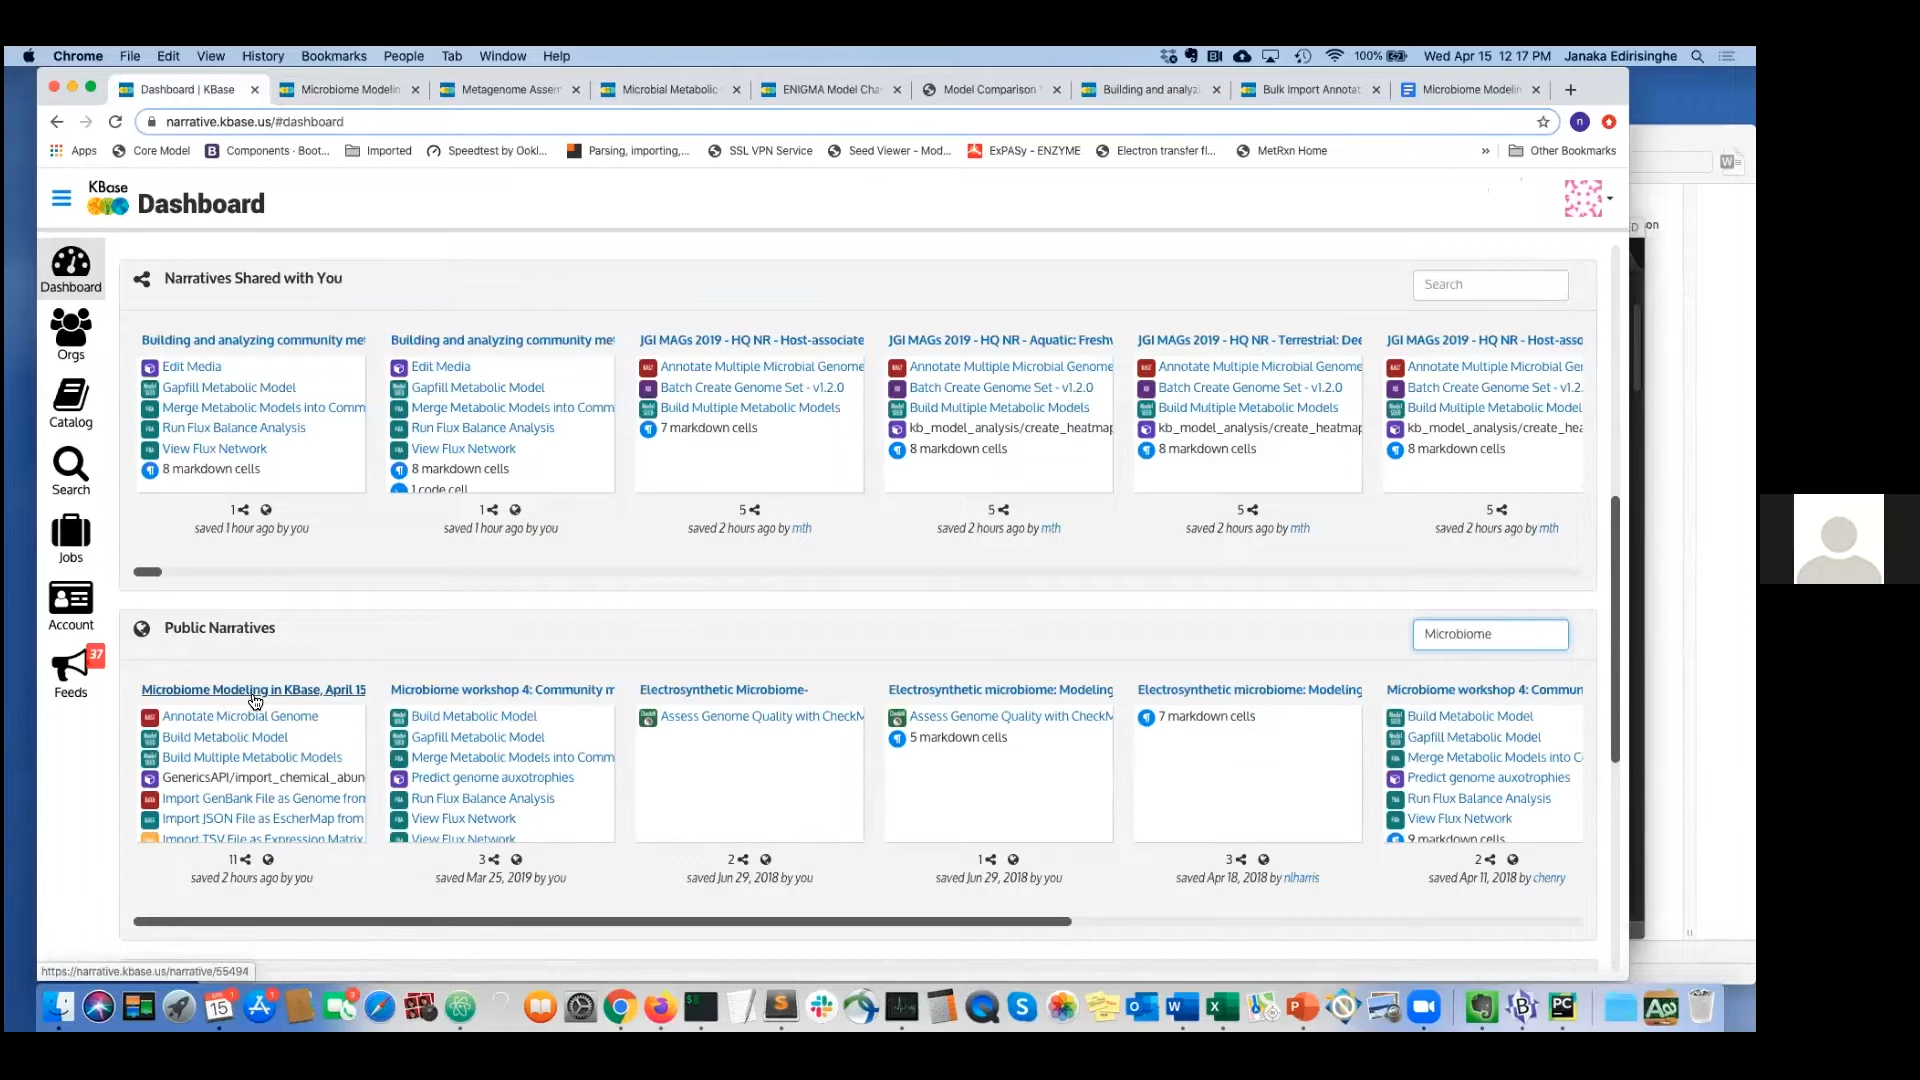 Chrome File Edit View History Bookmarks People Tab Window Help 100% Wed Apr 15 12:17 PM Janaka Edirisinghe
Dashboard | KBase Microbiome Modelin Metagenome Assem Microbial Metabolic ENIGMA Model Cha Model Comparison Building and analyzi Bulk Import Annotat Microbiome Modelin
narrative.kbase.us/#dashboard n
Apps Core Model Components · Boot... Imported Speedtest by Ookl... Parsing, importing,... SSL VPN Service Seed Viewer - Mod... ExPASy - ENZYME Electron transfer fl... MetRxn Home » Other Bookmarks
KBase
Dashboard
on
Dashboard
Orgs
Catalog
Search
Jobs
Account
37
Feeds
Narratives Shared with You
Search
Building and analyzing community met
Edit Media
Gapfill Metabolic Model
Merge Metabolic Models into Comm
Run Flux Balance Analysis
View Flux Network
8 markdown cells
1
saved 1 hour ago by you
Building and analyzing community met
Edit Media
Gapfill Metabolic Model
Merge Metabolic Models into Comm
Run Flux Balance Analysis
View Flux Network
8 markdown cells
1 code cell
1
saved 1 hour ago by you
JGI MAGs 2019 - HQ NR - Host-associate
Annotate Multiple Microbial Genome
Batch Create Genome Set - v1.2.0
Build Multiple Metabolic Models
7 markdown cells
5
saved 2 hours ago by mth
JGI MAGs 2019 - HQ NR - Aquatic: Freshw
Annotate Multiple Microbial Genome
Batch Create Genome Set - v1.2.0
Build Multiple Metabolic Models
kb_model_analysis/create_heatmap
8 markdown cells
5
saved 2 hours ago by mth
JGI MAGs 2019 - HQ NR - Terrestrial: Dee
Annotate Multiple Microbial Genome
Batch Create Genome Set - v1.2.0
Build Multiple Metabolic Models
kb_model_analysis/create_heatmap
8 markdown cells
5
saved 2 hours ago by mth
JGI MAGs 2019 - HQ NR - Host-asso
Annotate Multiple Microbial Ger
Batch Create Genome Set - v1.2.
Build Multiple Metabolic Models
kb_model_analysis/create_hea
8 markdown cells
5
saved 2 hours ago by mth
Public Narratives
Microbiome
Microbiome Modeling in KBase, April 15
Annotate Microbial Genome
Build Metabolic Model
Build Multiple Metabolic Models
GenericsAPI/import_chemical_abun
Import GenBank File as Genome from
Import JSON File as EscherMap from
Import TSV File as Expression Matrix
11
saved 2 hours ago by you
Microbiome workshop 4: Community m
Build Metabolic Model
Gapfill Metabolic Model
Merge Metabolic Models into Comm
Predict genome auxotrophies
Run Flux Balance Analysis
View Flux Network
View Flux Network
3
saved Mar 25, 2019 by you
Electrosynthetic Microbiome-
Assess Genome Quality with CheckM
2
saved Jun 29, 2018 by you
Electrosynthetic microbiome: Modeling
Assess Genome Quality with CheckM
5 markdown cells
1
saved Jun 29, 2018 by you
Electrosynthetic microbiome: Modeling
7 markdown cells
3
saved Apr 18, 2018 by nlharris
Microbiome workshop 4: Commun
Build Metabolic Model
Gapfill Metabolic Model
Merge Metabolic Models into C
Predict genome auxotrophies
Run Flux Balance Analysis
View Flux Network
9 markdown cells
2
saved Apr 11, 2018 by chenry
https://narrative.kbase.us/narrative/55494